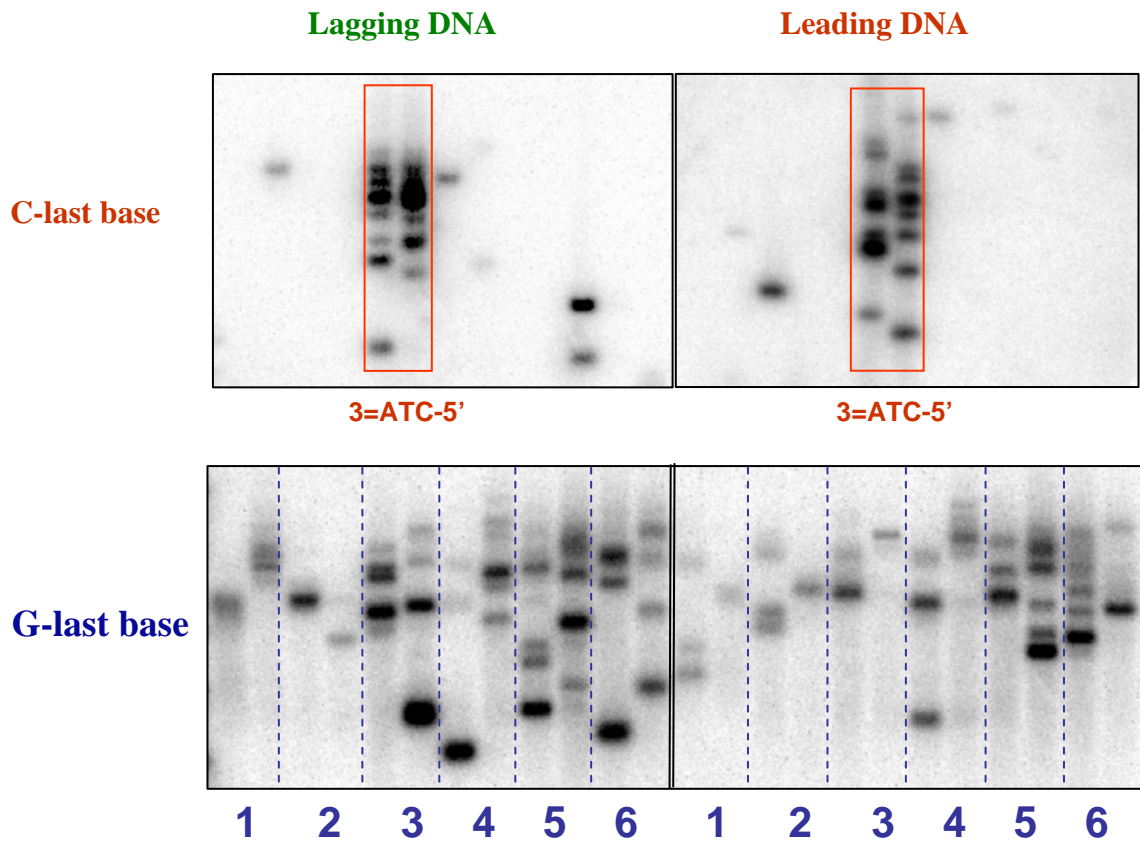 Lagging DNA
Leading DNA
C-last base
3=ATC-5’
3=ATC-5’
G-last base
1 2 3 4 5 6 1 2 3 4 5 6